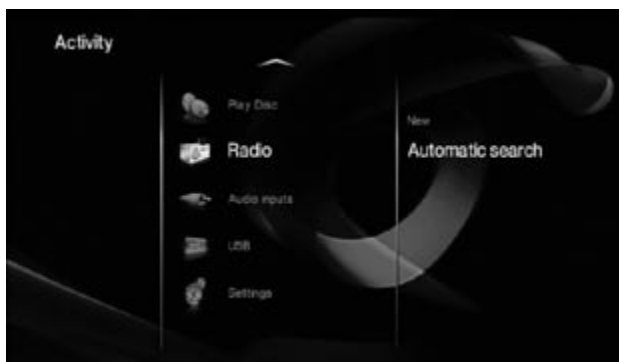 Activity
Play Disc
Radio
Audio inputs
USB
Settings
New
Automatic search